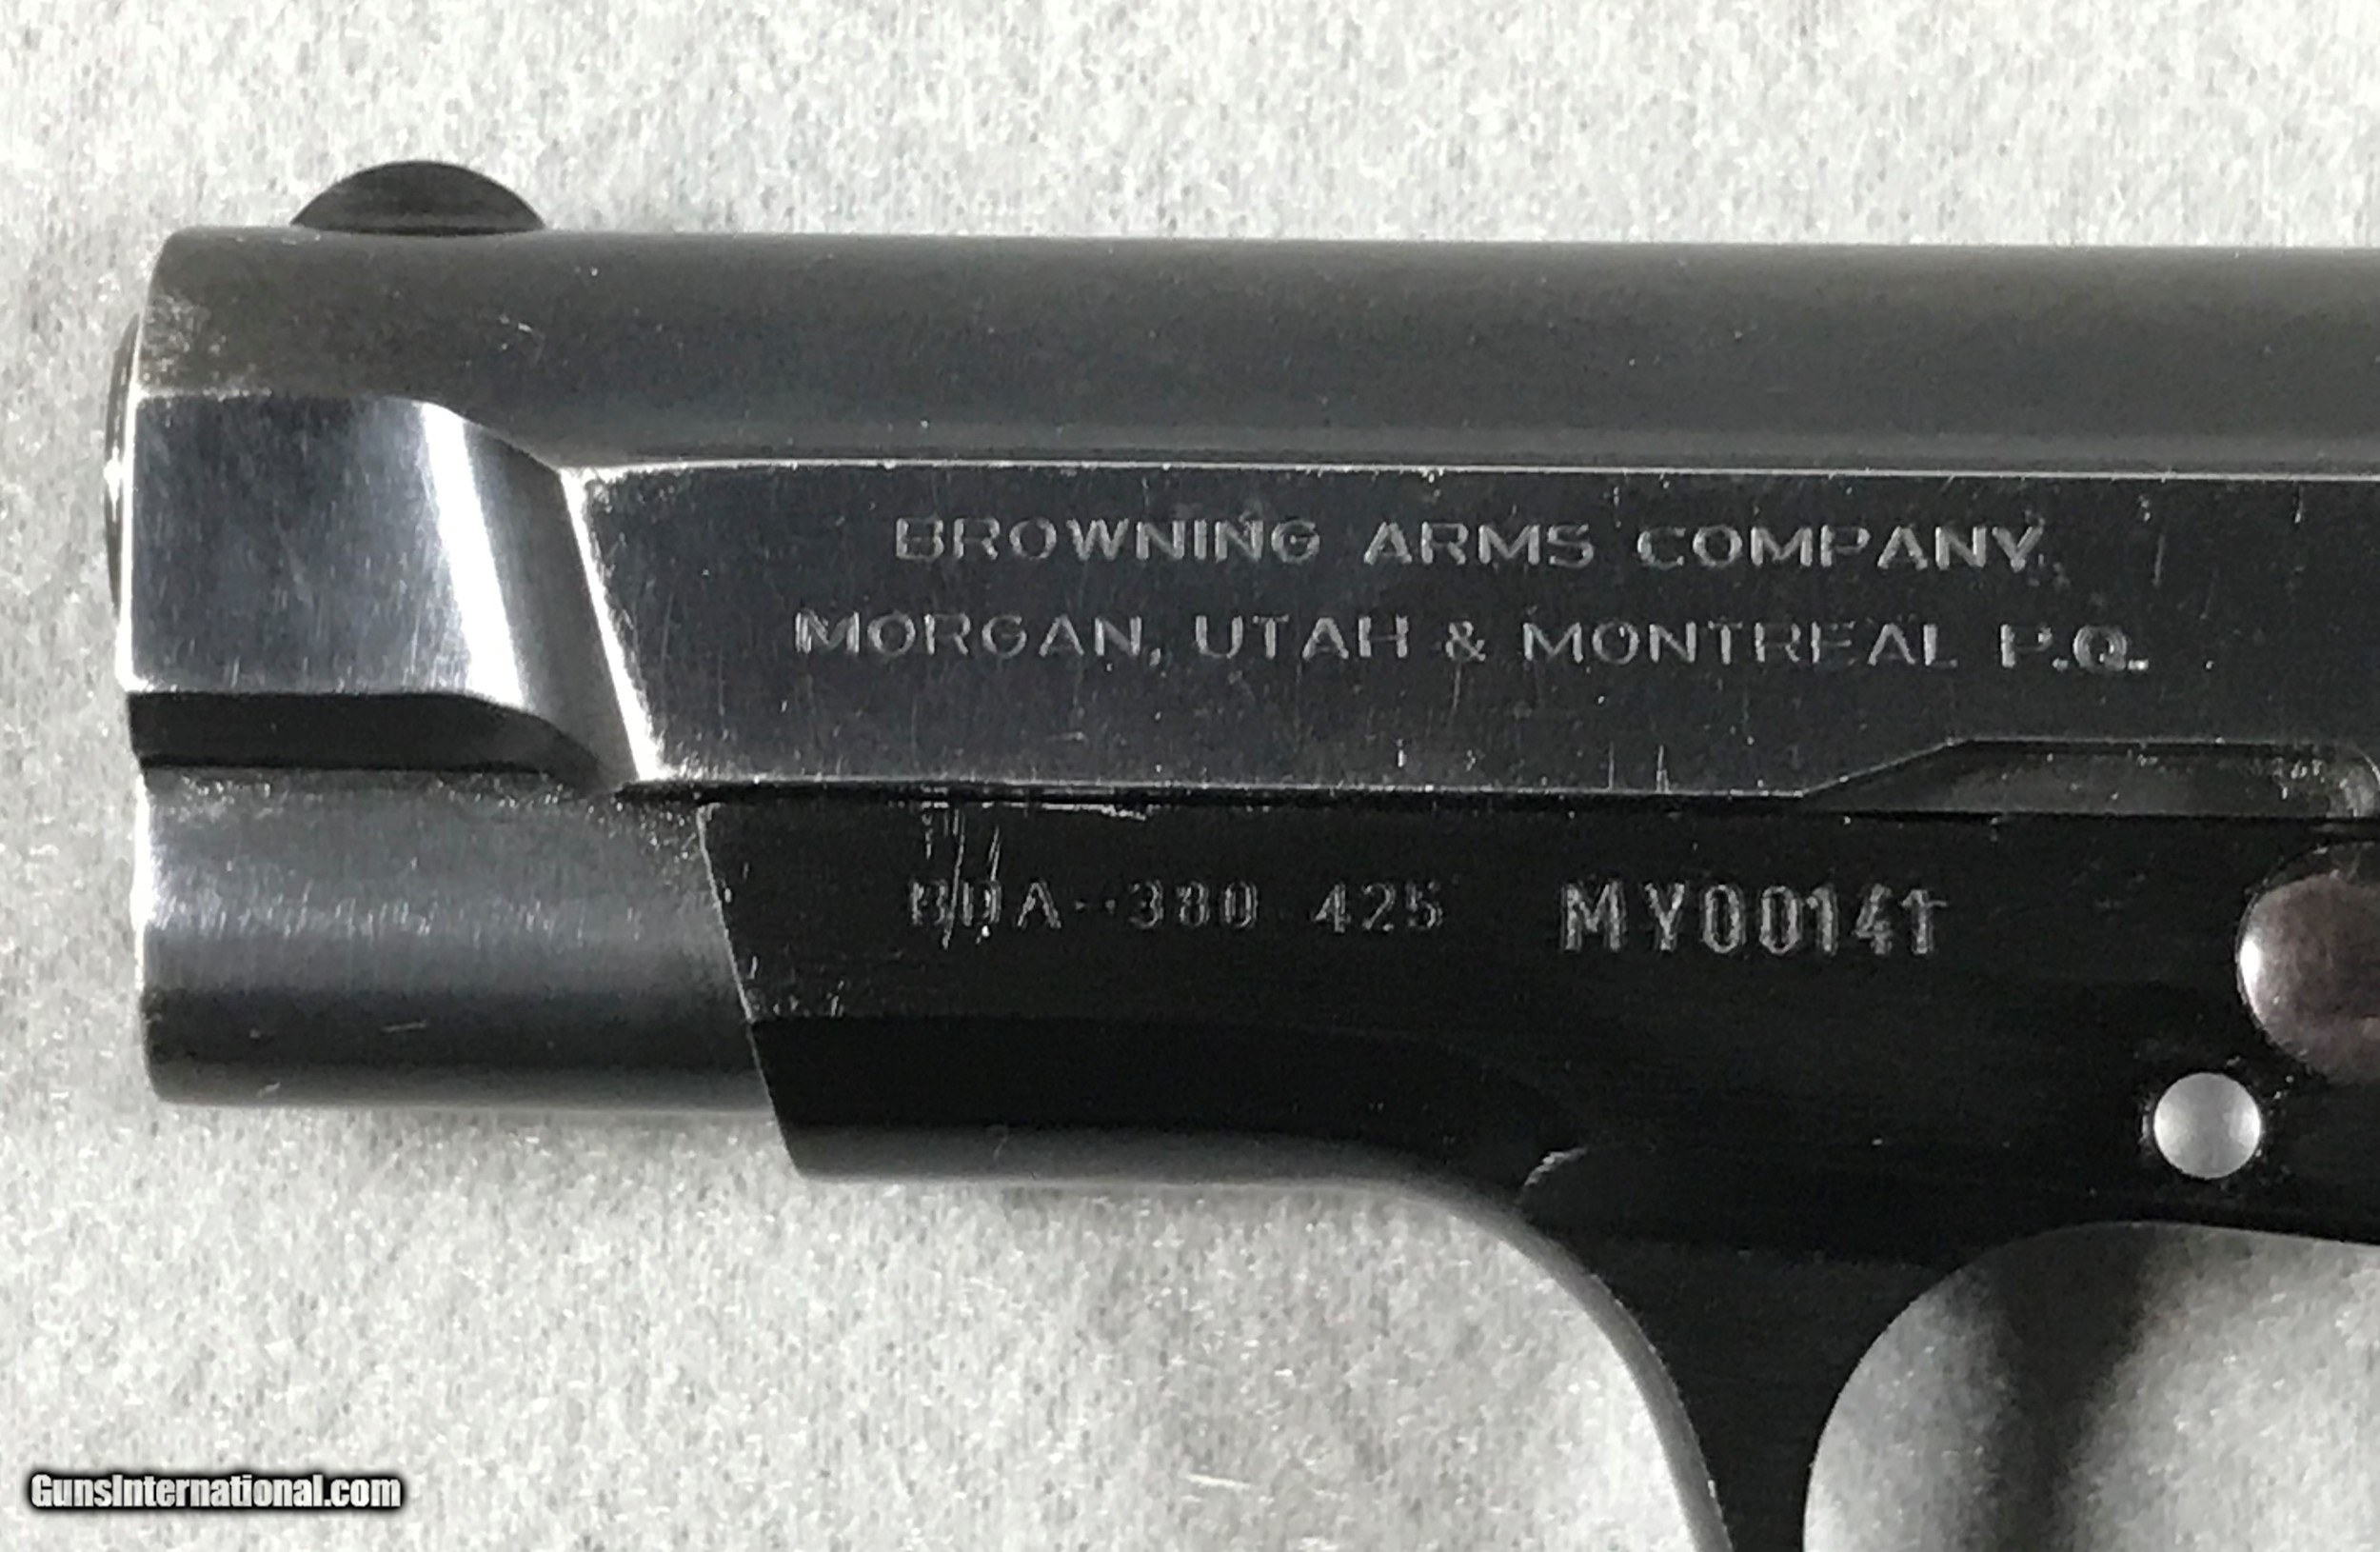 BROWNING ARMS COMPANY.
MORGAN, UTAH & MONTREAL P.Q.
BDA-380 425 MY00141
GunsInternational.com